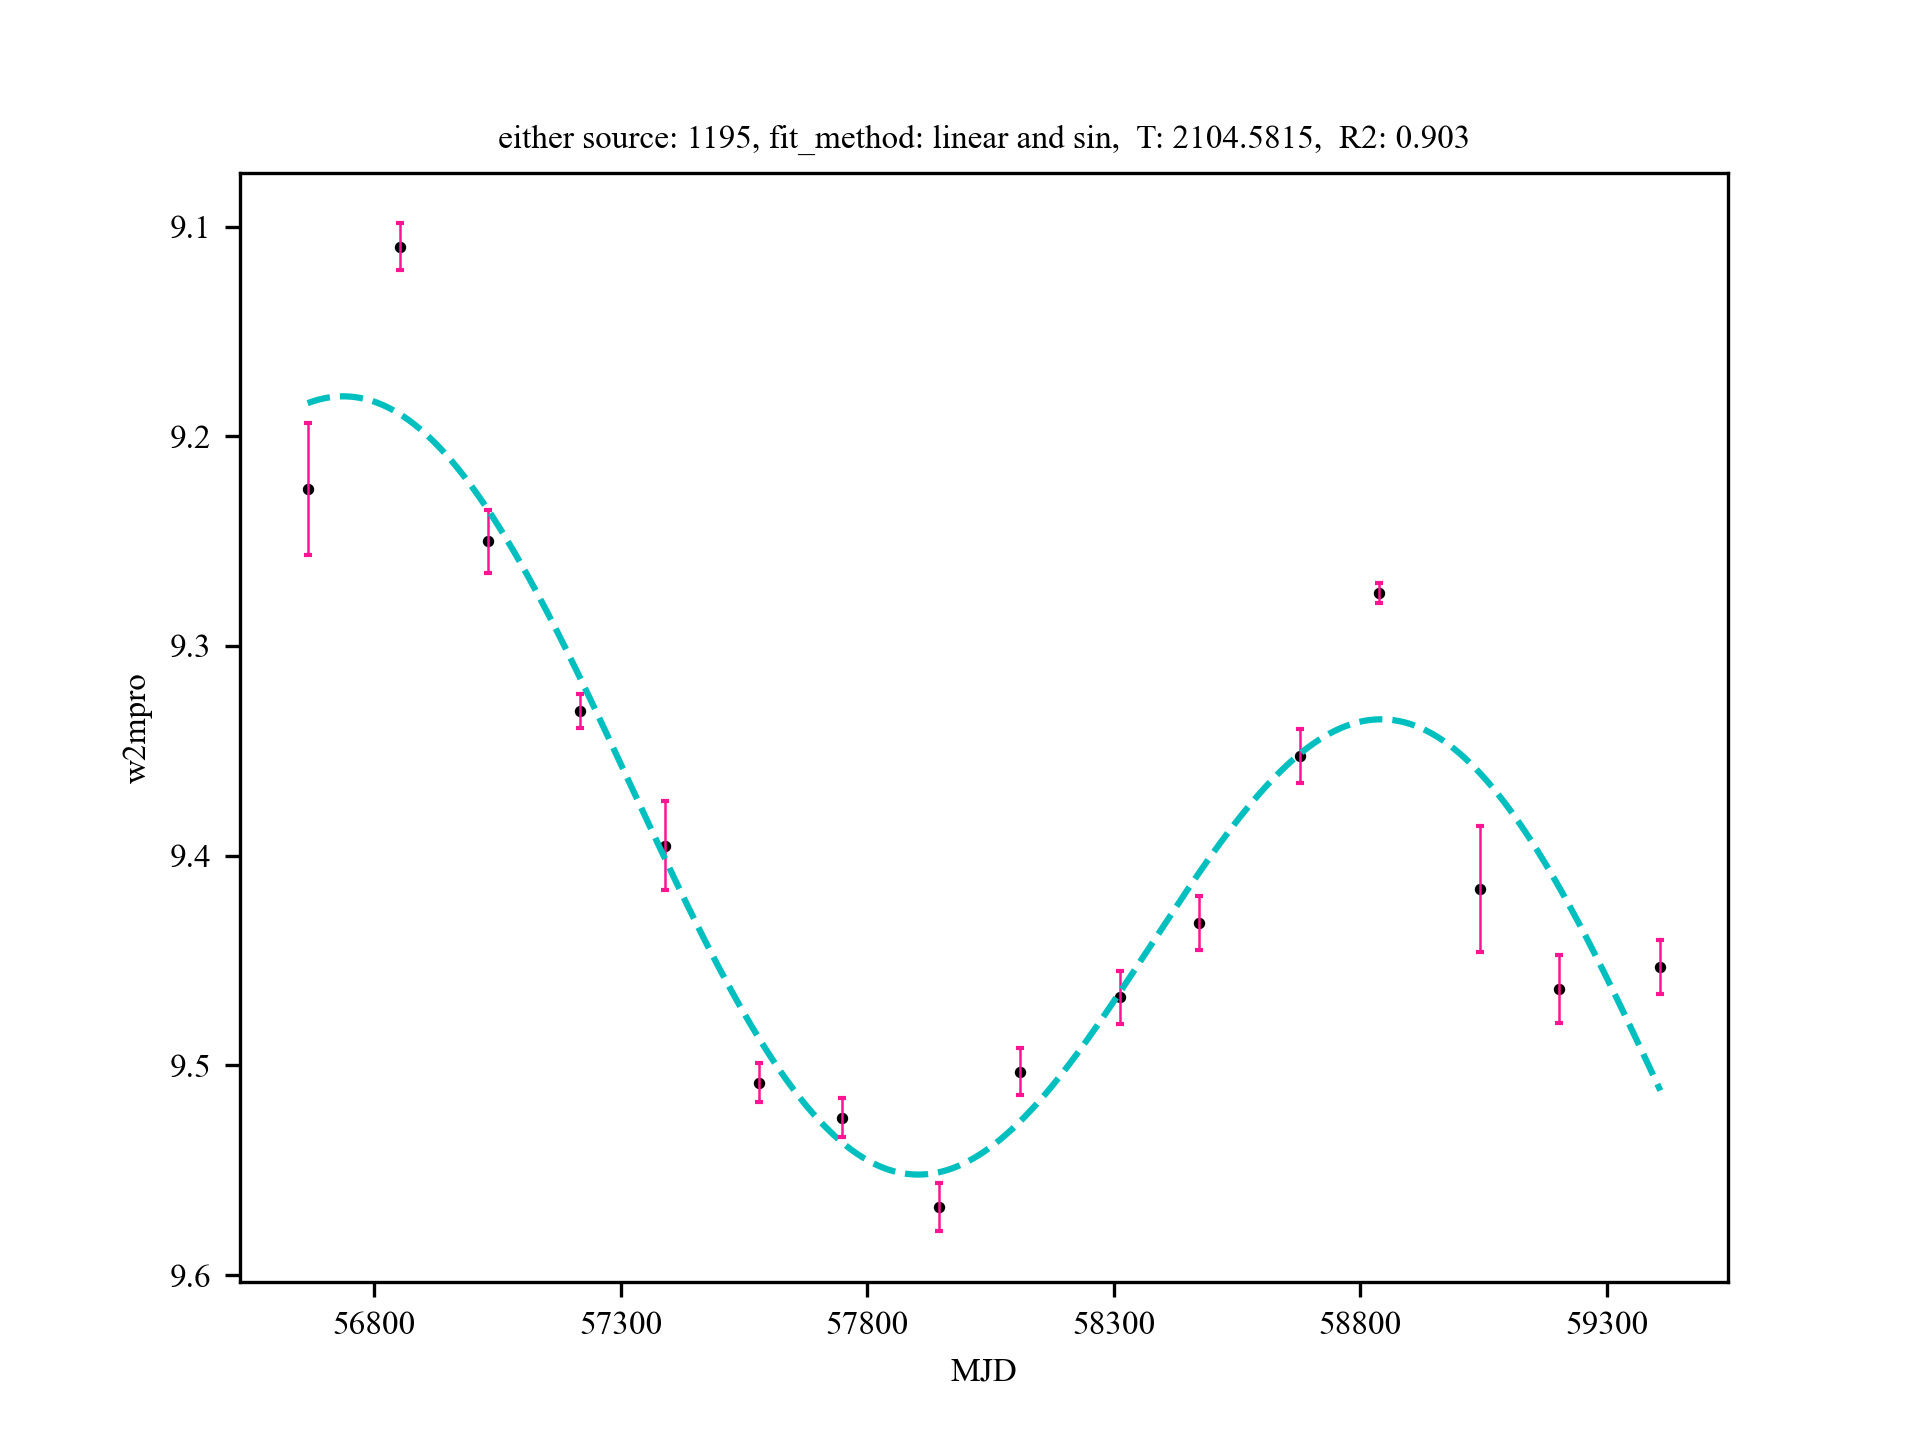 either source: 1195, fit_method: linear and sin,  T: 2104.5815,  R2: 0.903
9.1
9.2
9.3
9.4
9.5
9.6
w2mpro
56800 57300 57800 58300 58800 59300
MJD